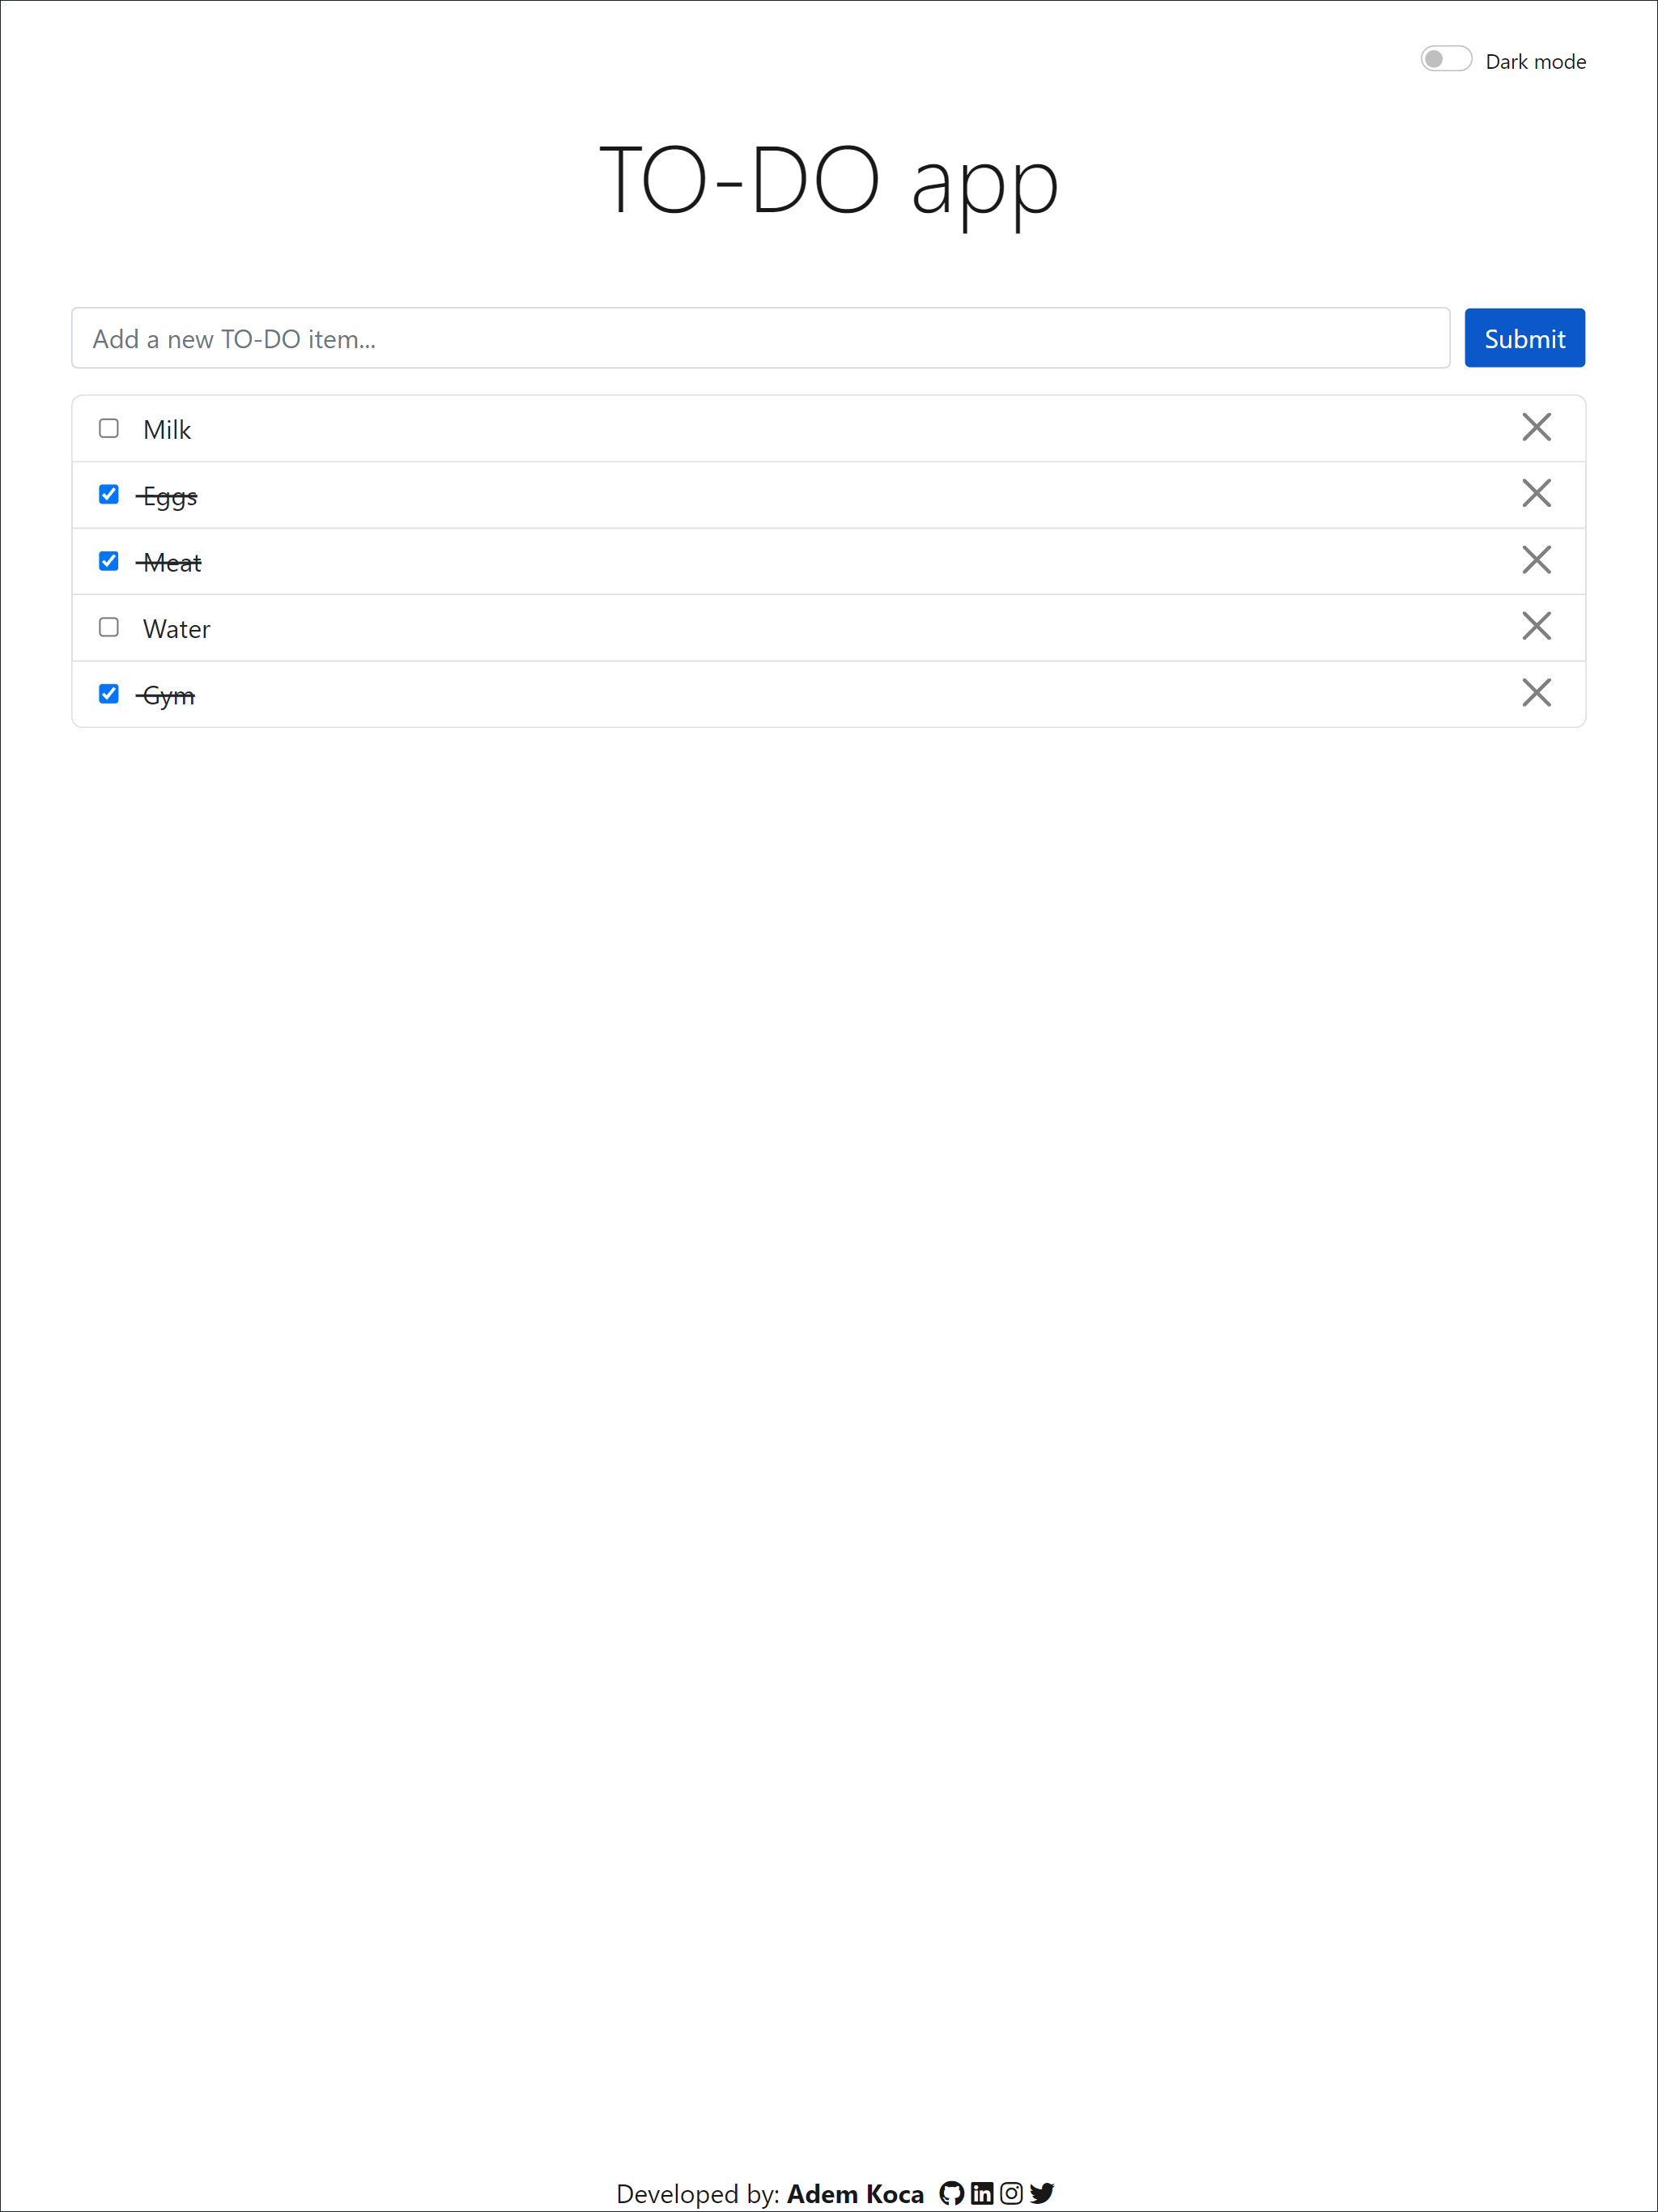 Dark mode
TO-DO app
Add a new TO-DO item...
Submit
Milk
Eggs
Meat
Water
Gym
Developed by: Adem Koca